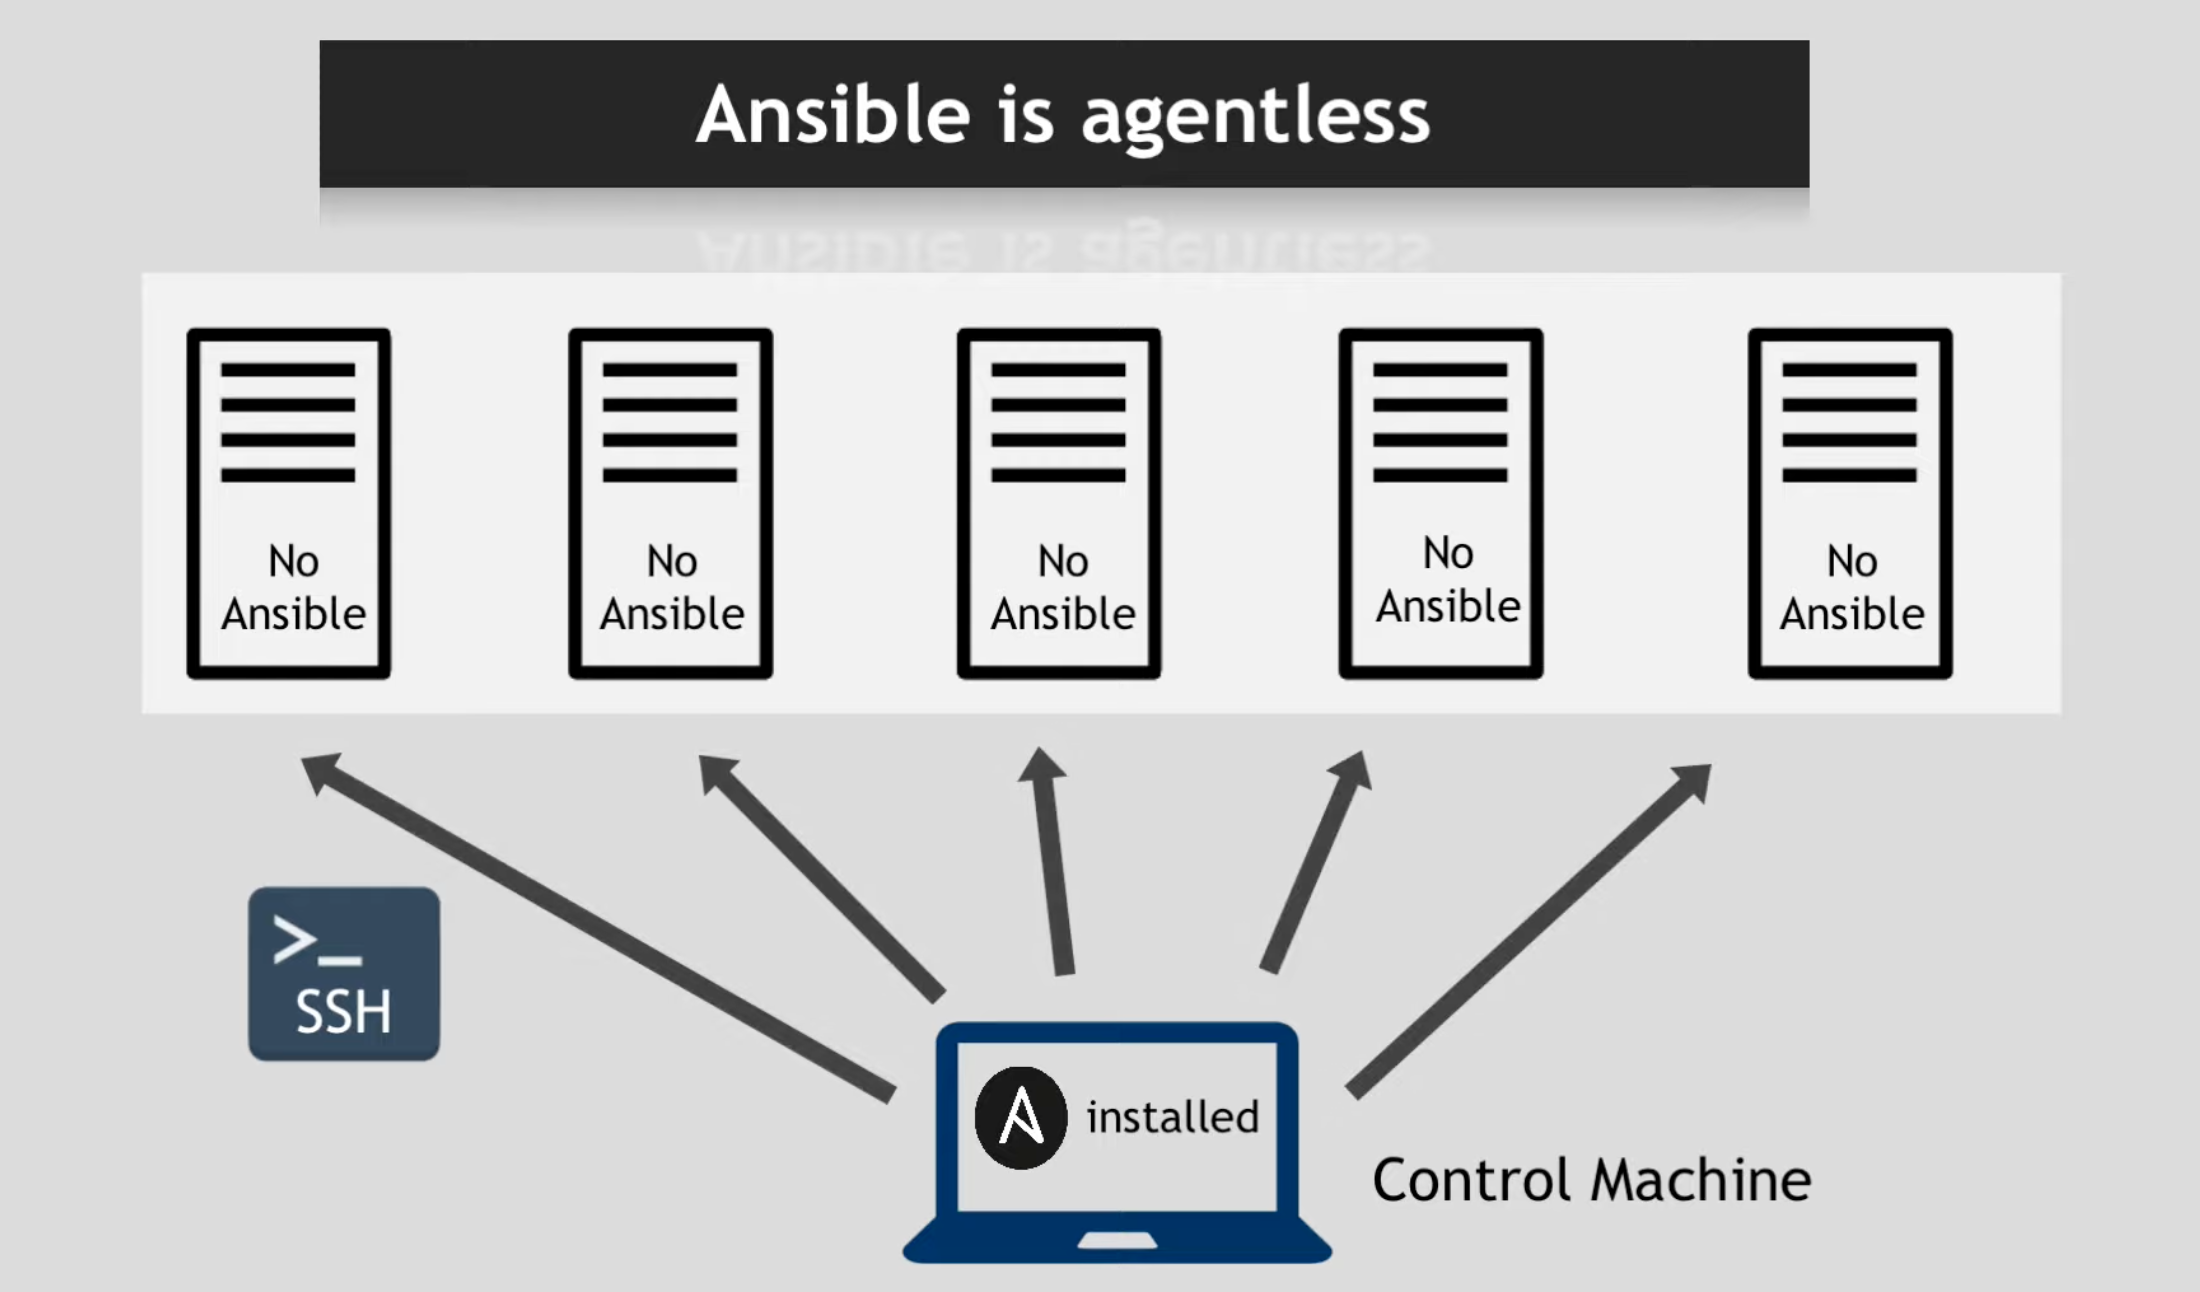 Ansible is agentless
No
Ansible
No
Ansible
No
Ansible
No
Ansible
No
Ansible
>_
SSH
installed
Control Machine